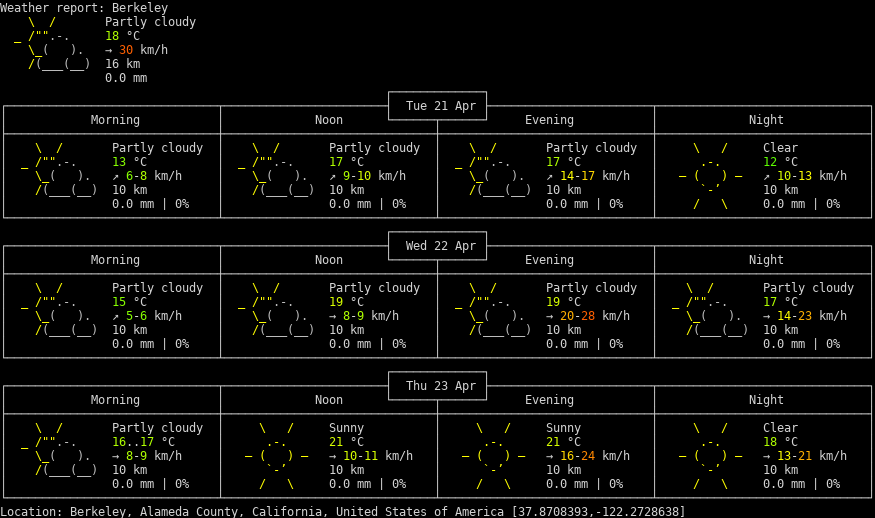 Weather report: Berkeley
Partly cloudy
18 °C
→ 30 km/h
16 km
0.0 mm
Tue 21 Apr
Morning Noon Evening Night
Partly cloudy Partly cloudy Partly cloudy Clear
13 °C 17 °C 17 °C 12 °C
↗ 6-8 km/h ↗ 9-10 km/h ↗ 14-17 km/h ↗ 10-13 km/h
10 km 10 km 10 km 10 km
0.0 mm | 0% 0.0 mm | 0% 0.0 mm | 0% 0.0 mm | 0%
Wed 22 Apr
Morning Noon Evening Night
Partly cloudy Partly cloudy Partly cloudy Partly cloudy
15 °C 19 °C 19 °C 17 °C
↗ 5-6 km/h → 8-9 km/h → 20-28 km/h → 14-23 km/h
10 km 10 km 10 km 10 km
0.0 mm | 0% 0.0 mm | 0% 0.0 mm | 0% 0.0 mm | 0%
Thu 23 Apr
Morning Noon Evening Night
Partly cloudy Sunny Sunny Clear
16..17 °C 21 °C 21 °C 18 °C
→ 8-9 km/h → 10-11 km/h → 16-24 km/h → 13-21 km/h
10 km 10 km 10 km 10 km
0.0 mm | 0% 0.0 mm | 0% 0.0 mm | 0% 0.0 mm | 0%
Location: Berkeley, Alameda County, California, United States of America [37.8708393,-122.2728638]